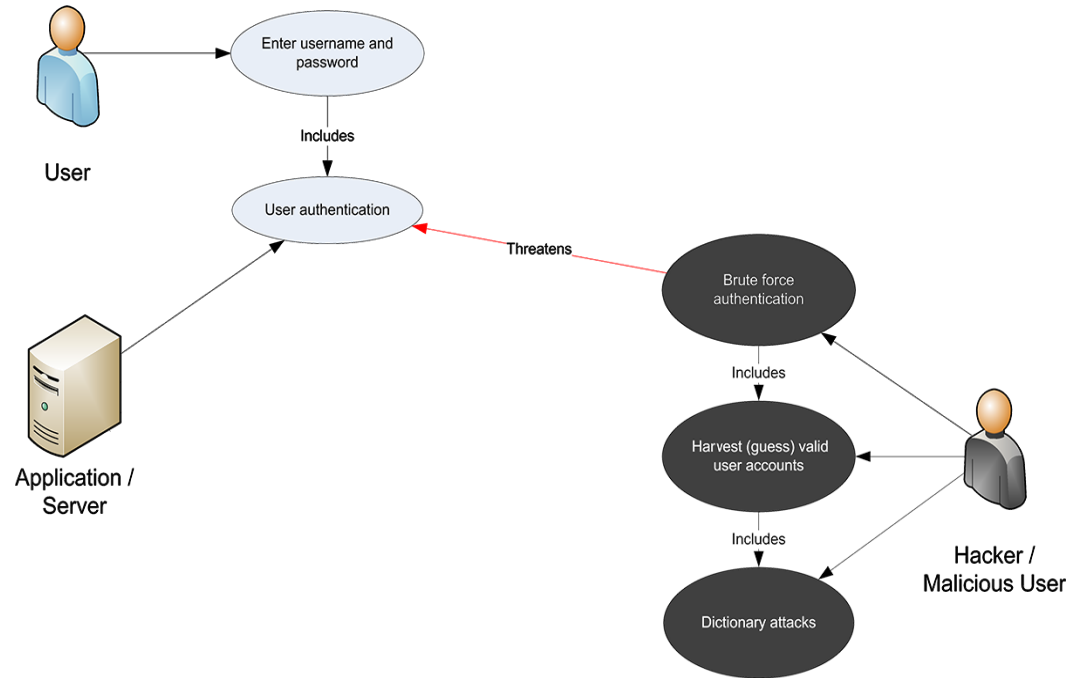 Enter username and
password
Includes
User
User authentication
Threatens
Brute force
authentication
Includes
Harvest (guess) valid
user accounts
Application /
Server
Includes
Hacker /
Malicious User
Dictionary attacks